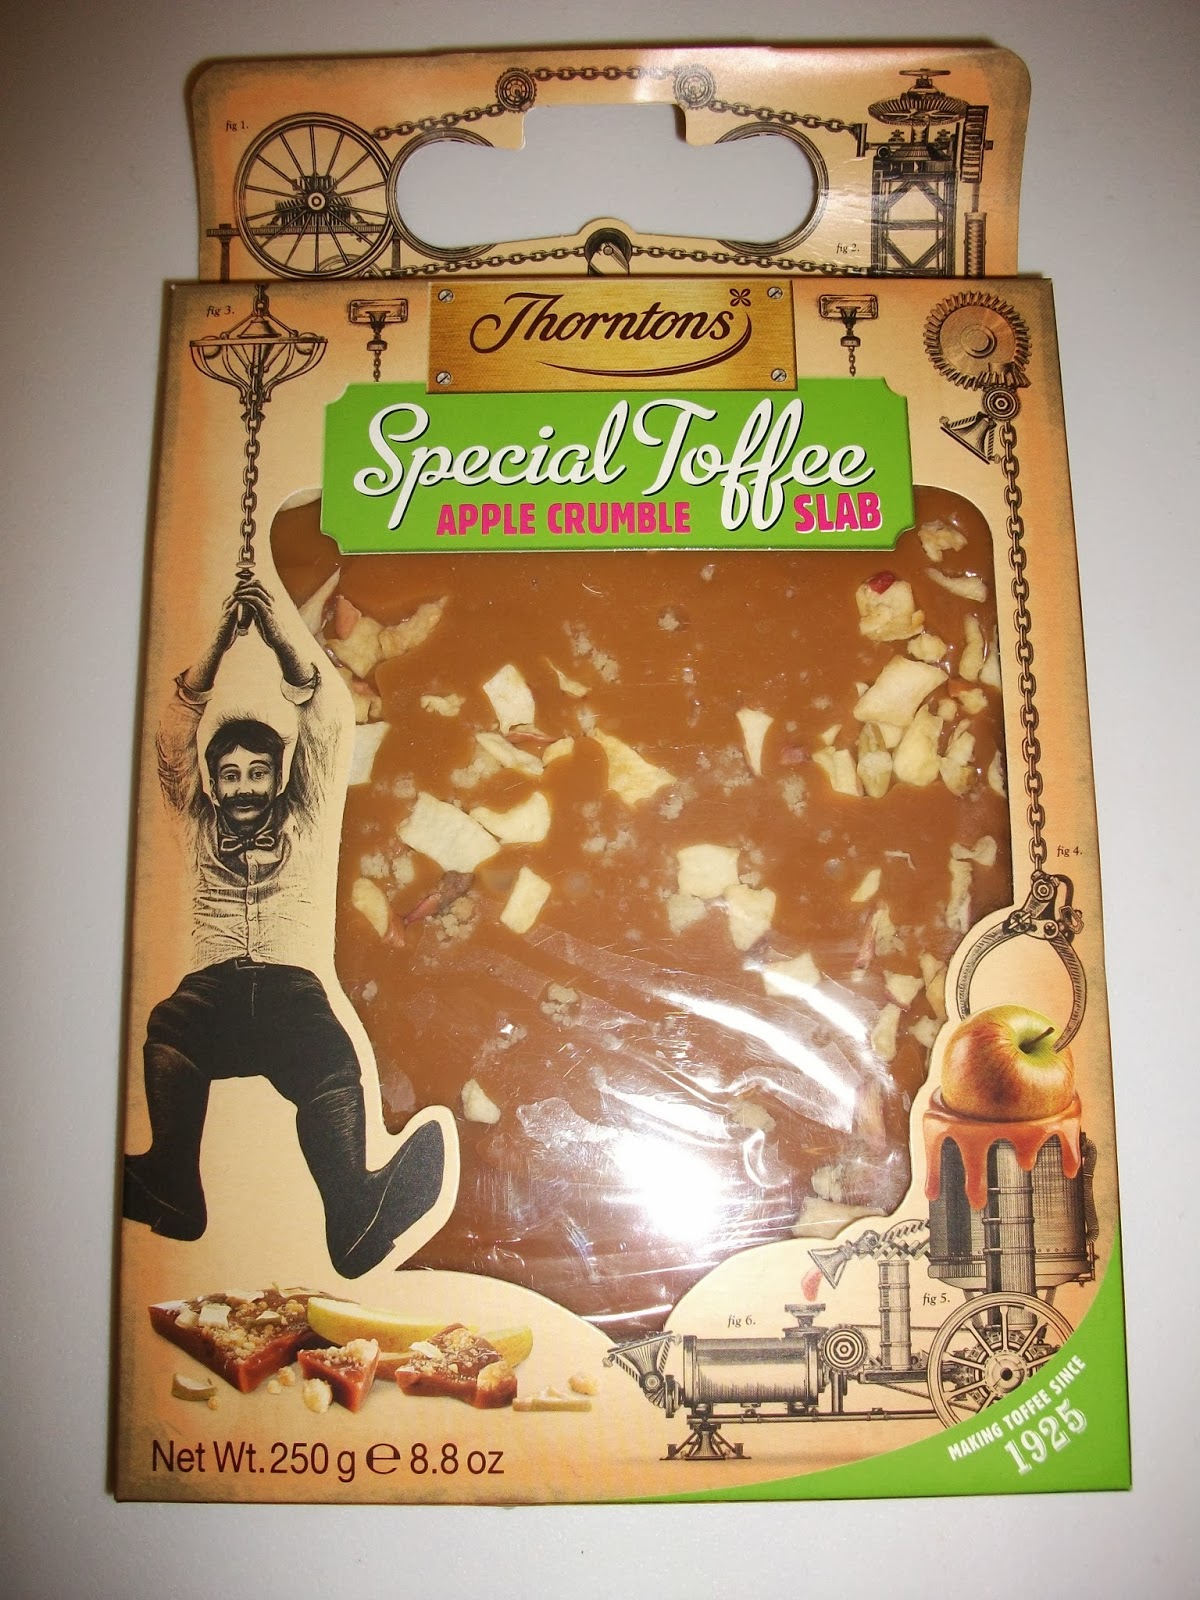 fig 1.
fig 2.
fig 3.
Thorntons
Special Toffee
APPLE CRUMBLE SLAB
fig 4.
fig 5.
fig 6.
MAKING TOFFEE SINCE
1925
Net Wt. 250 g ℮ 8.8 oz